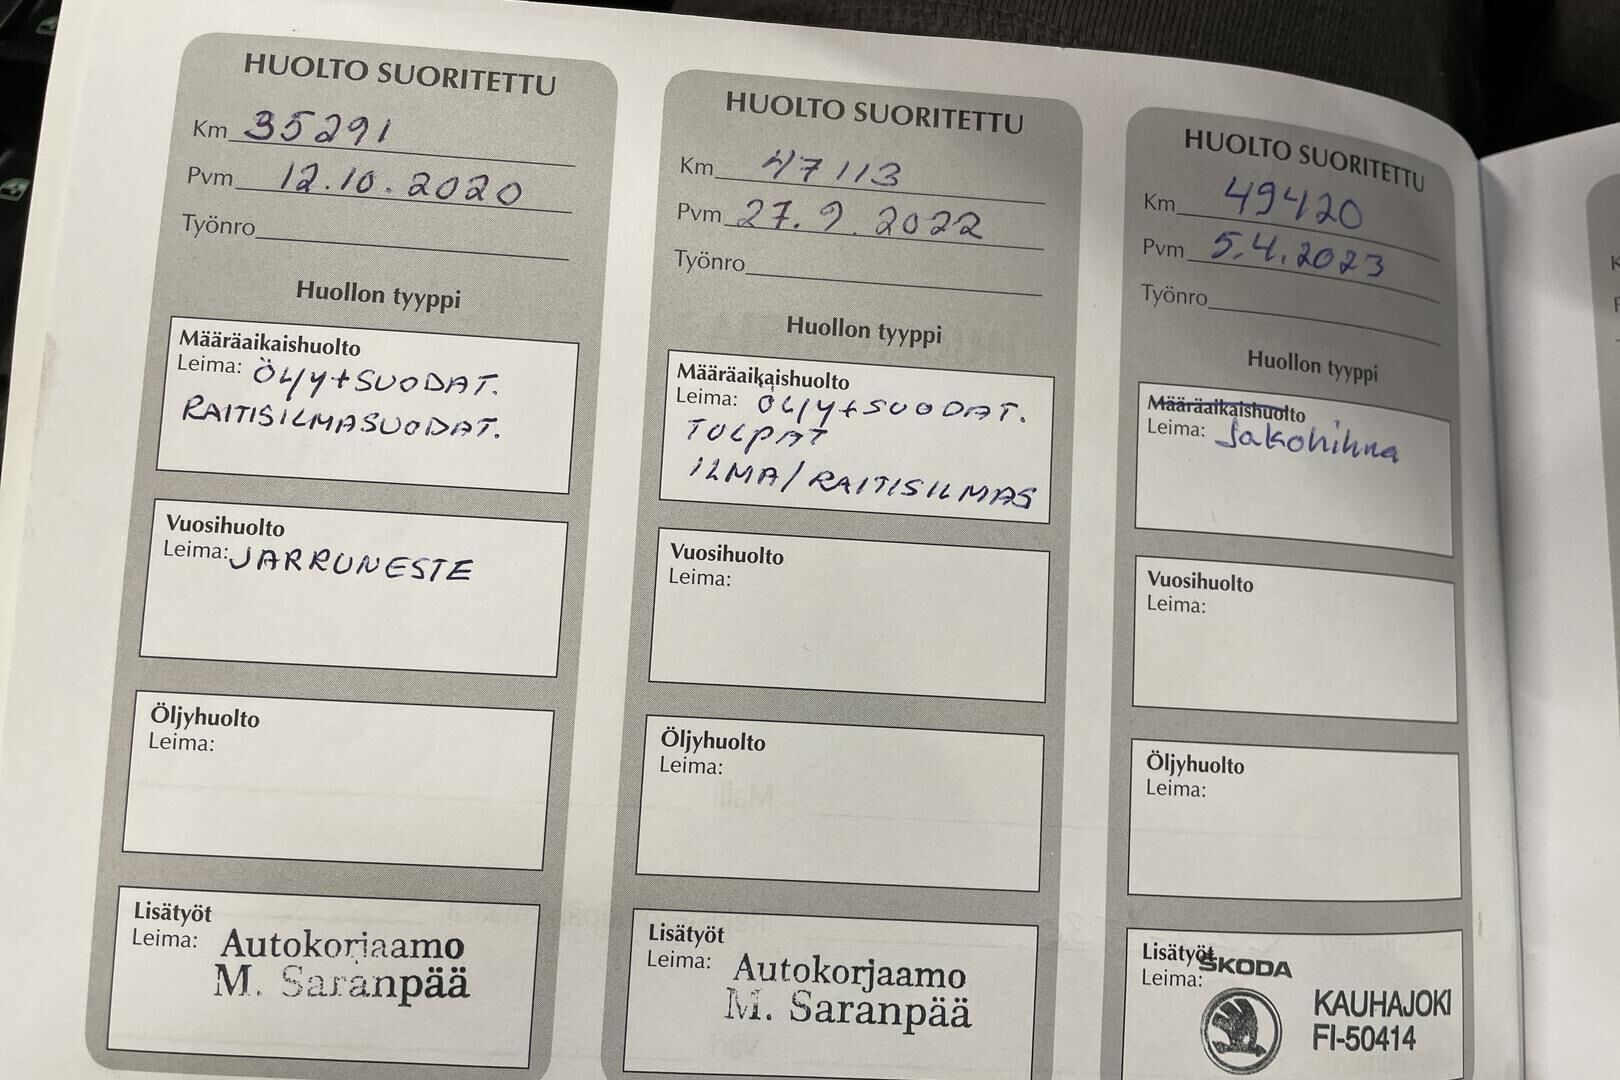 HUOLTO SUORITETTU
Km 35291
Pvm 12.10.2020
Työnro
Huollon tyyppi
Määräaikaishuolto
Leima: ÖLJY+SUODAT.
RAITISILMASUODAT.
Vuosihuolto
Leima: JARRUNESTE
Öljyhuolto
Leima:
Lisätyöt
Leima: Autokorjaamo
M. Saranpää
HUOLTO SUORITETTU
Km 47113
Pvm 27.9.2022
Työnro
Huollon tyyppi
Määräaikaishuolto
Leima: ÖLJY+SUODAT.
TULPAT
ILMA/RAITISILMAS
Vuosihuolto
Leima:
Öljyhuolto
Leima:
Lisätyöt
Leima: Autokorjaamo
M. Saranpää
HUOLTO SUORITETTU
Km 49420
Pvm 5.4.2023
Työnro
Huollon tyyppi
Määräaikaishuolto
Leima: Jakohihna
Vuosihuolto
Leima:
Öljyhuolto
Leima:
Lisätyöt
Leima:
ŠKODA
KAUHAJOKI
FI-50414